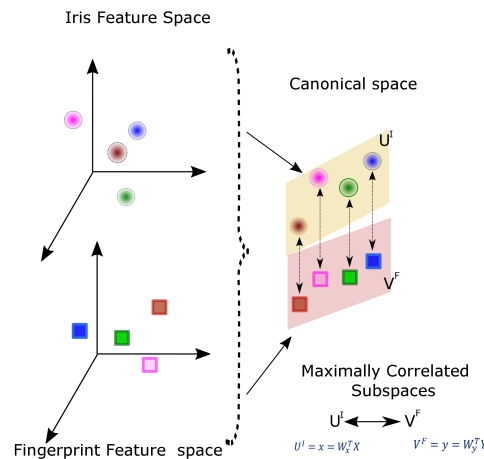 Iris Feature Space
Canonical space
U^I
V^F
Maximally Correlated
Subspaces
U^I V^F
U^I = x = W_x^T X
V^F = y = W_y^T Y
Fingerprint Feature space